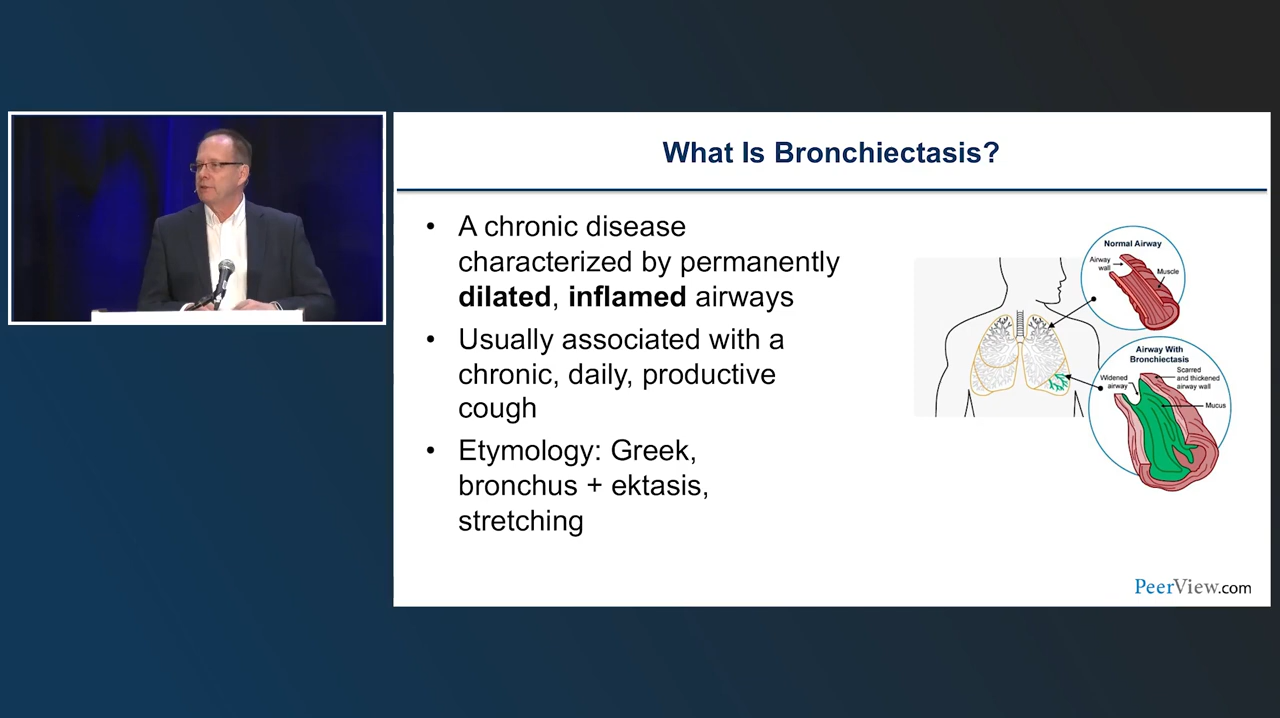 What Is Bronchiectasis?
• A chronic disease
characterized by permanently
dilated, inflamed airways
• Usually associated with a
chronic, daily, productive
cough
• Etymology: Greek,
bronchus + ektasis,
stretching
Normal Airway
Airway
wall
Muscle
Airway With
Bronchiectasis
Widened
airway
Scarred
and thickened
airway wall
Mucus
PeerView.com